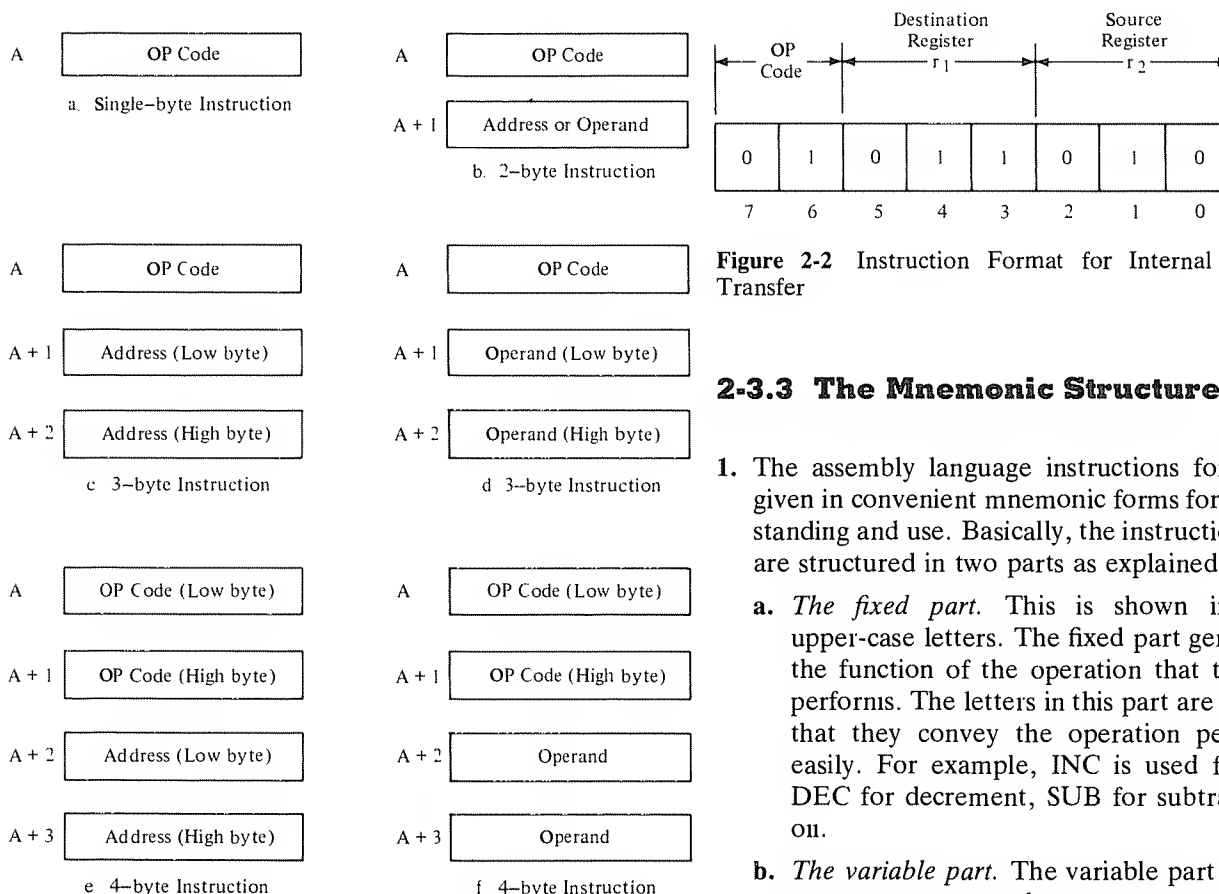 A
OP Code
a. Single-byte Instruction
A
OP Code
A + 1
Address or Operand
b. 2-byte Instruction
A
OP Code
A + 1
Address (Low byte)
A + 2
Address (High byte)
c 3-byte Instruction
A
OP Code
A + 1
Operand (Low byte)
A + 2
Operand (High byte)
d 3-byte Instruction
A
OP Code (Low byte)
A + 1
OP Code (High byte)
A + 2
Address (Low byte)
A + 3
Address (High byte)
e 4-byte Instruction
A
OP Code (Low byte)
A + 1
OP Code (High byte)
A + 2
Operand
A + 3
Operand
f 4-byte Instruction
OP
Code
Destination
Register
r1
Source
Register
r2
0 1 0 1 1 0 1 0
7 6 5 4 3 2 1 0
Figure 2-2 Instruction Format for Internal
Transfer
2-3.3 The Mnemonic Structure
1. The assembly language instructions for
given in convenient mnemonic forms for
standing and use. Basically, the instructi
are structured in two parts as explained
a. The fixed part. This is shown i
upper-case letters. The fixed part gen
the function of the operation that t
performs. The letters in this part are
that they convey the operation pe
easily. For example, INC is used f
DEC for decrement, SUB for subtra
on.
b. The variable part. The variable part